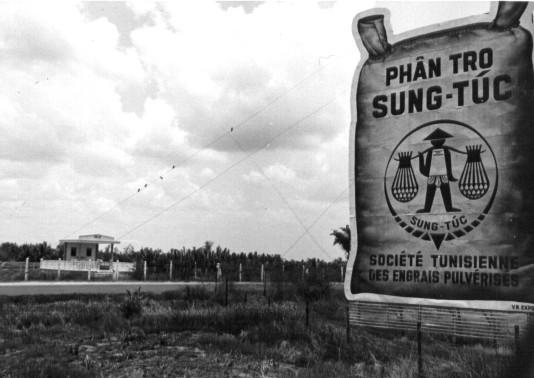 PHÂN TRO
SUNG-TÚC
SUNG-TÚC
SOCIÉTÉ TUNISIENNE
DES ENGRAIS PULVÉRISÉS